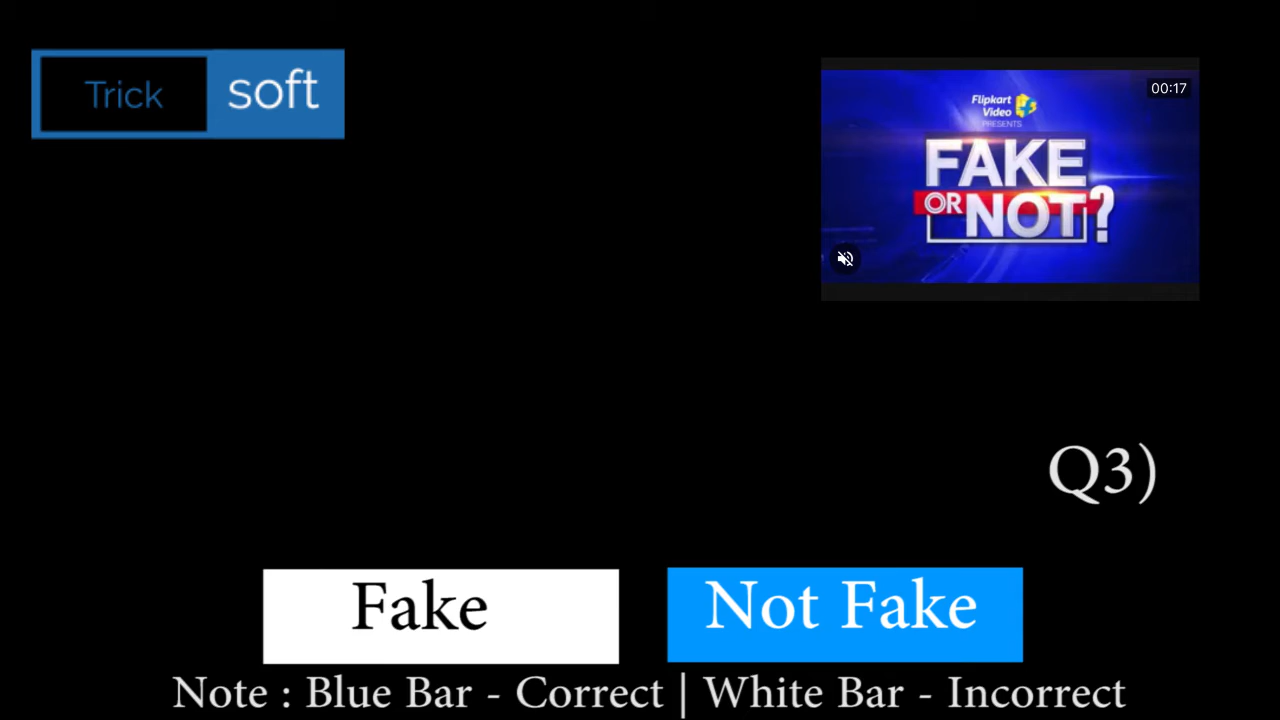 Trick soft
00:17
Flipkart
Video
PRESENTS
FAKE
OR NOT?
Q3)
Fake
Not Fake
Note : Blue Bar - Correct | White Bar - Incorrect